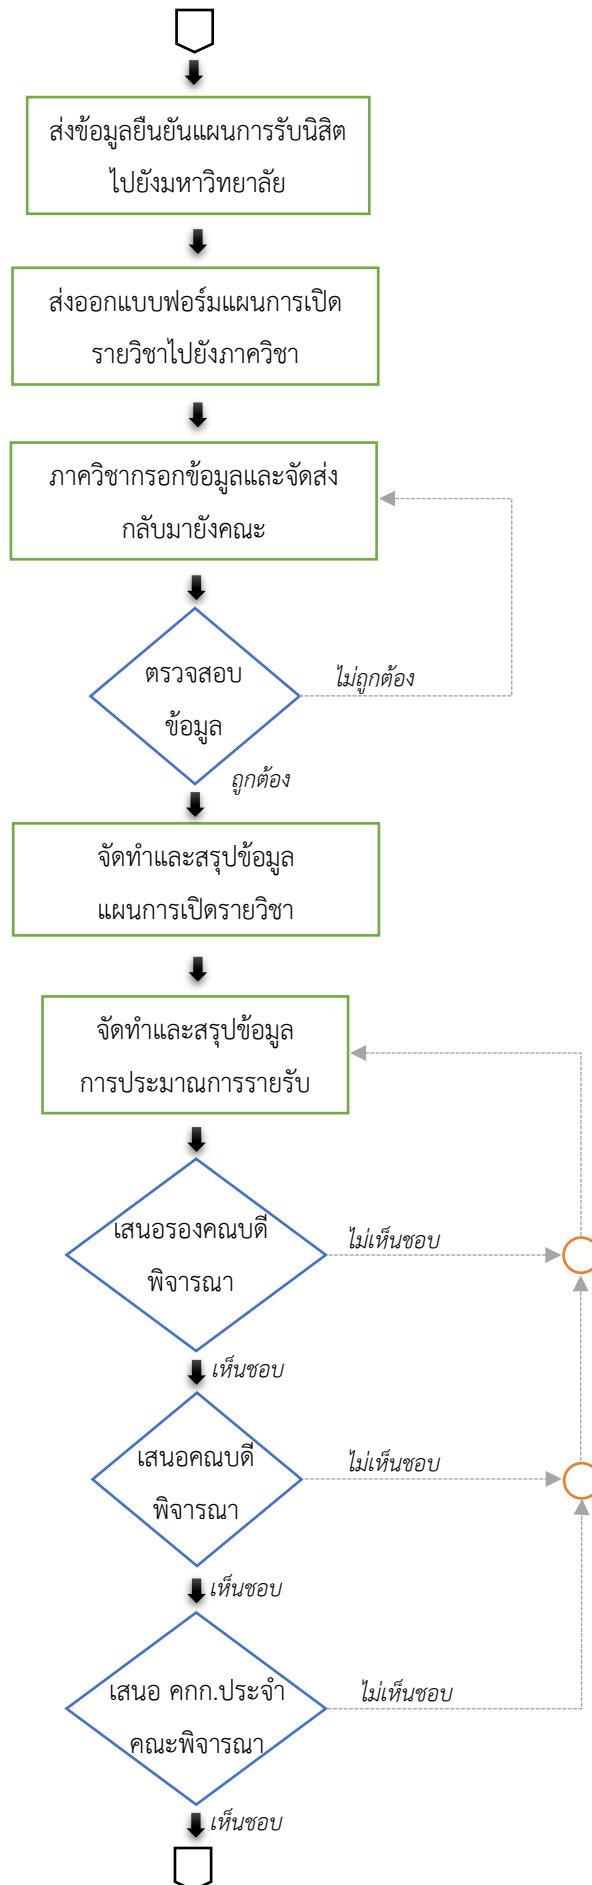 ส่งข้อมูลยืนยันแผนการรับนิสิต
ไปยังมหาวิทยาลัย
ส่งออกแบบฟอร์มแผนการเปิด
รายวิชาไปยังภาควิชา
ภาควิชากรอกข้อมูลและจัดส่ง
กลับมายังคณะ
ตรวจสอบ
ข้อมูล
ไม่ถูกต้อง
ถูกต้อง
จัดทำและสรุปข้อมูล
แผนการเปิดรายวิชา
จัดทำและสรุปข้อมูล
การประมาณการรายรับ
เสนอรองคณบดี
พิจารณา
ไม่เห็นชอบ
เห็นชอบ
เสนอคณบดี
พิจารณา
ไม่เห็นชอบ
เห็นชอบ
เสนอ คกก.ประจำ
คณะพิจารณา
ไม่เห็นชอบ
เห็นชอบ